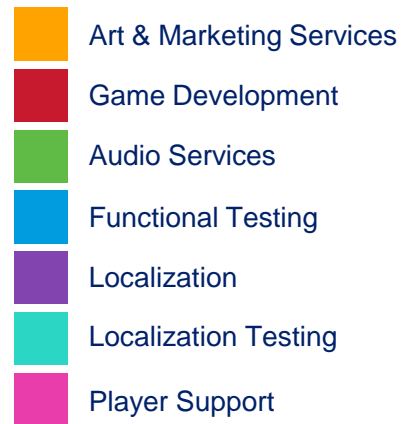 Art & Marketing Services
Game Development
Audio Services
Functional Testing
Localization
Localization Testing
Player Support